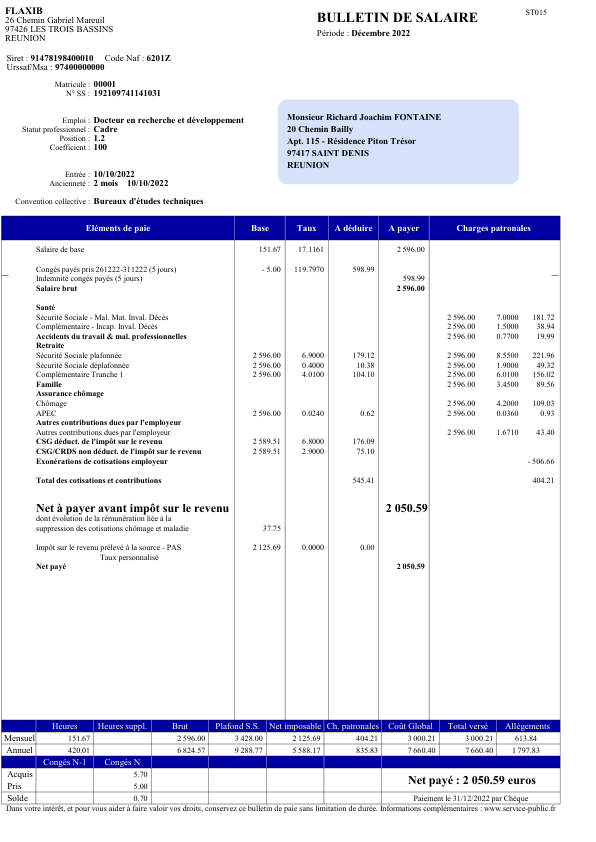 FLAXIB
26 Chemin Gabriel Mareuil
97426 LES TROIS BASSINS
REUNION
BULLETIN DE SALAIRE
ST015
Période : Décembre 2022
Siret : 91478198400010 Code Naf : 6201Z
Urssaf/Msa : 97400000000
Matricule : 00001
N° SS : 192109741141031
Emploi : Docteur en recherche et développement
Statut professionnel : Cadre
Position : 1.2
Coefficient : 100
Entrée : 10/10/2022
Ancienneté : 2 mois 10/10/2022
Convention collective : Bureaux d'études techniques
Monsieur Richard Joachim FONTAINE
20 Chemin Bailly
Apt. 115 - Résidence Piton Trésor
97417 SAINT DENIS
REUNION
Eléments de paie Base Taux A déduire A payer Charges patronales
Salaire de base 151.67 17.1161 2 596.00
Congés payés pris 261222-311222 (5 jours) - 5.00 119.7970 598.99
Indemnité congés payés (5 jours) 598.99
Salaire brut 2 596.00
Santé
Sécurité Sociale - Mal. Mat. Inval. Décès 2 596.00 7.0000 181.72
Complémentaire - Incap. Inval. Décès 2 596.00 1.5000 38.94
Accidents du travail & mal. professionnelles 2 596.00 0.7700 19.99
Retraite
Sécurité Sociale plafonnée 2 596.00 6.9000 179.12 2 596.00 8.5500 221.96
Sécurité Sociale déplafonnée 2 596.00 0.4000 10.38 2 596.00 1.9000 49.32
Complémentaire Tranche 1 2 596.00 4.0100 104.10 2 596.00 6.0100 156.02
Famille 2 596.00 3.4500 89.56
Assurance chômage
Chômage 2 596.00 4.2000 109.03
APEC 2 596.00 0.0240 0.62 2 596.00 0.0360 0.93
Autres contributions dues par l'employeur
Autres contributions dues par l'employeur 2 596.00 1.6710 43.40
CSG déduct. de l'impôt sur le revenu 2 589.51 6.8000 176.09
CSG/CRDS non déduct. de l'impôt sur le revenu 2 589.51 2.9000 75.10
Exonérations de cotisations employeur - 506.66
Total des cotisations et contributions 545.41 404.21
Net à payer avant impôt sur le revenu 2 050.59
dont évolution de la rémunération liée à la
suppression des cotisations chômage et maladie 37.75
Impôt sur le revenu prélevé à la source - PAS 2 125.69 0.0000 0.00
Taux personnalisé
Net payé 2 050.59
Heures Heures suppl. Brut Plafond S.S. Net imposable Ch. patronales Coût Global Total versé Allègements
Mensuel 151.67 2 596.00 3 428.00 2 125.69 404.21 3 000.21 3 000.21 613.84
Annuel 420.01 6 824.57 9 288.77 5 588.17 835.83 7 660.40 7 660.40 1 797.83
Congés N-1 Congés N
Acquis 5.70
Pris 5.00
Solde 0.70
Net payé : 2 050.59 euros
Paiement le 31/12/2022 par Chèque
Dans votre intérêt, et pour vous aider à faire valoir vos droits, conservez ce bulletin de paie sans limitation de durée. Informations complémentaires : www.service-public.fr